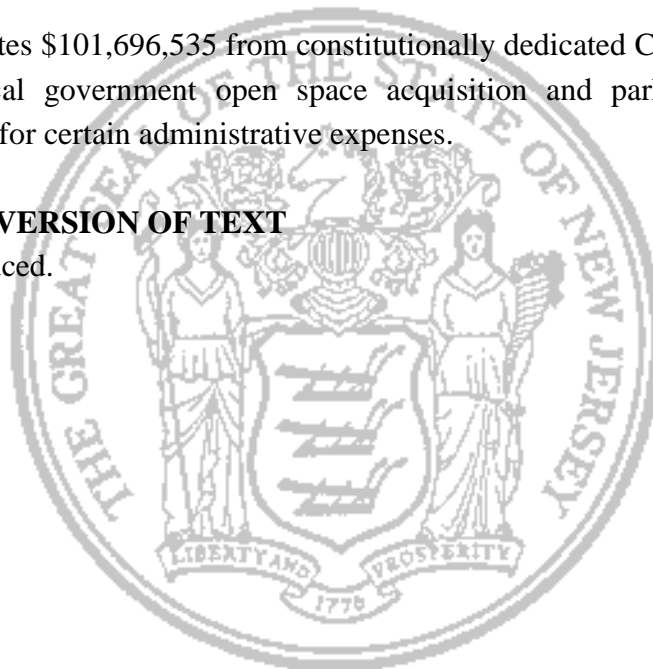 tes $101,696,535 from constitutionally dedicated C
cal government open space acquisition and par
for certain administrative expenses.
VERSION OF TEXT
ced.
THE GREAT SEAL OF THE STATE OF NEW JERSEY
LIBERTY AND PROSPERITY
1776